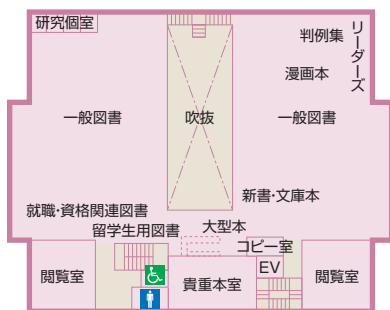 研究個室
判例集
リーダーズ
漫画本
一般図書
吹抜
一般図書
新書・文庫本
就職・資格関連図書
留学生用図書
大型本
コピー室
閲覧室
貴重本室
EV
閲覧室